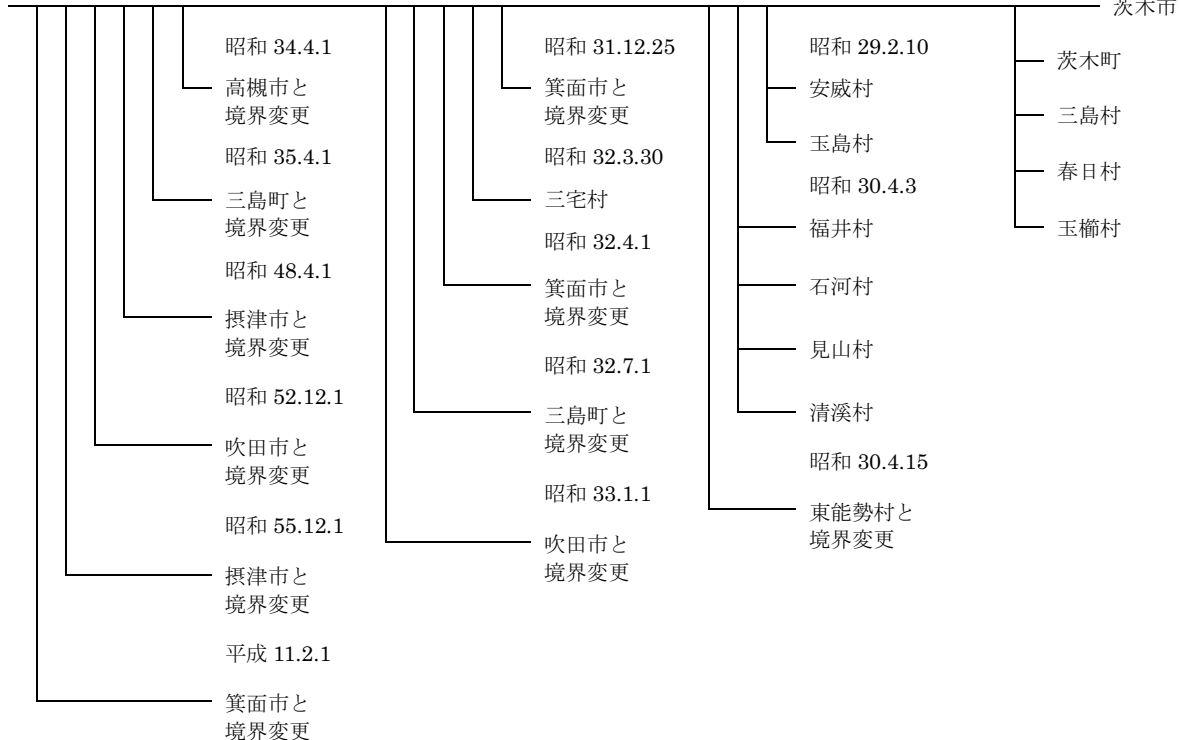 茨木市
茨木町
三島村
春日村
玉櫛村
昭和 29.2.10
安威村
玉島村
昭和 30.4.3
福井村
石河村
見山村
清溪村
昭和 30.4.15
東能勢村と
境界変更
昭和 31.12.25
箕面市と
境界変更
昭和 32.3.30
三宅村
昭和 32.4.1
箕面市と
境界変更
昭和 32.7.1
三島町と
境界変更
昭和 33.1.1
吹田市と
境界変更
昭和 34.4.1
高槻市と
境界変更
昭和 35.4.1
三島町と
境界変更
昭和 48.4.1
摂津市と
境界変更
昭和 52.12.1
吹田市と
境界変更
昭和 55.12.1
摂津市と
境界変更
平成 11.2.1
箕面市と
境界変更